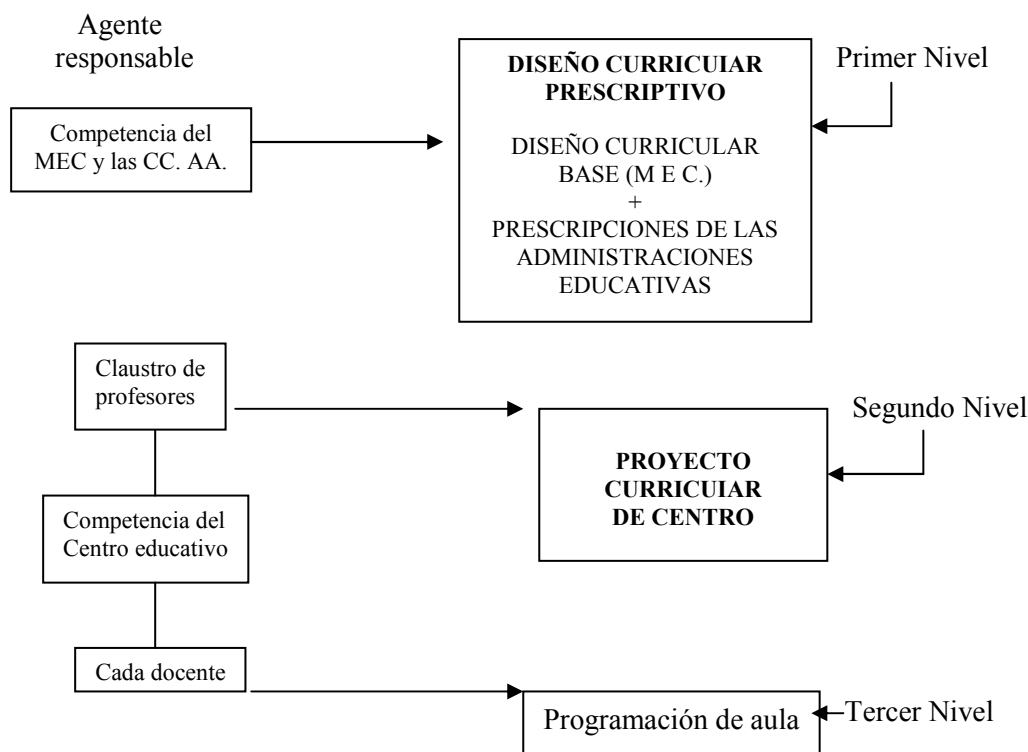 Agente
responsable
Competencia del
MEC y las CC. AA.
DISEÑO CURRICUIAR
PRESCRIPTIVO
DISEÑO CURRICULAR
BASE (M E C.)
+
PRESCRIPCIONES DE LAS
ADMINISTRACIONES
EDUCATIVAS
Primer Nivel
Claustro de
profesores
Segundo Nivel
PROYECTO
CURRICUIAR
DE CENTRO
Competencia del
Centro educativo
Cada docente
Programación de aula
Tercer Nivel